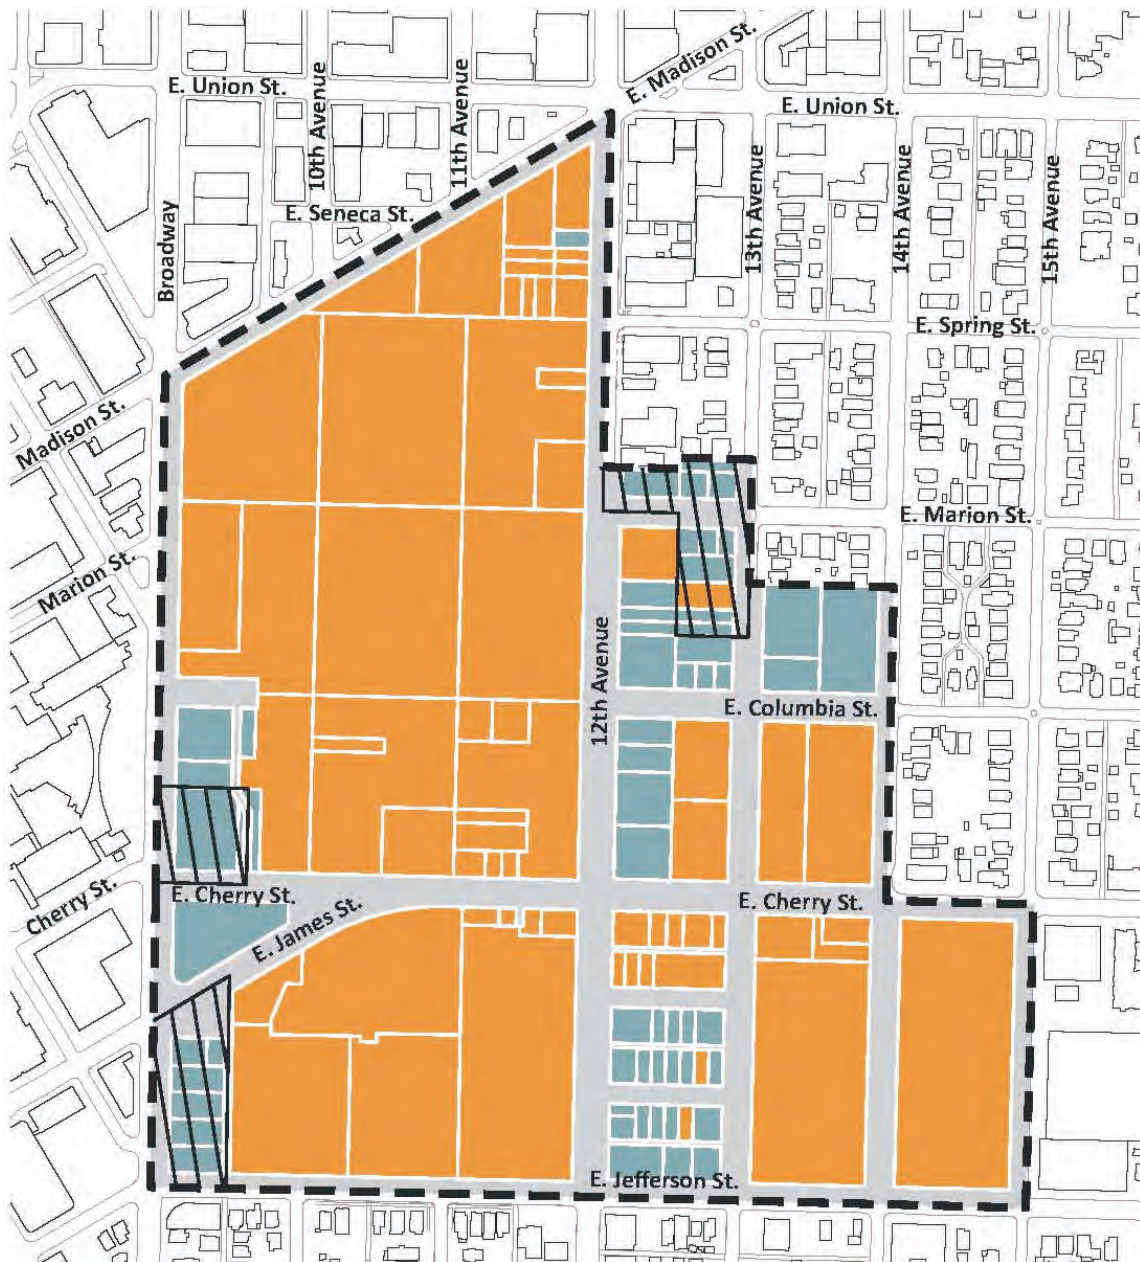 E. Madison St.
E. Union St.
E. Union St.
10th Avenue
11th Avenue
E. Seneca St.
Broadway
13th Avenue
14th Avenue
15th Avenue
E. Spring St.
Madison St.
E. Marion St.
Marion St.
12th Avenue
E. Columbia St.
E. Cherry St.
Cherry St.
E. James St.
E. Cherry St.
E. Jefferson St.